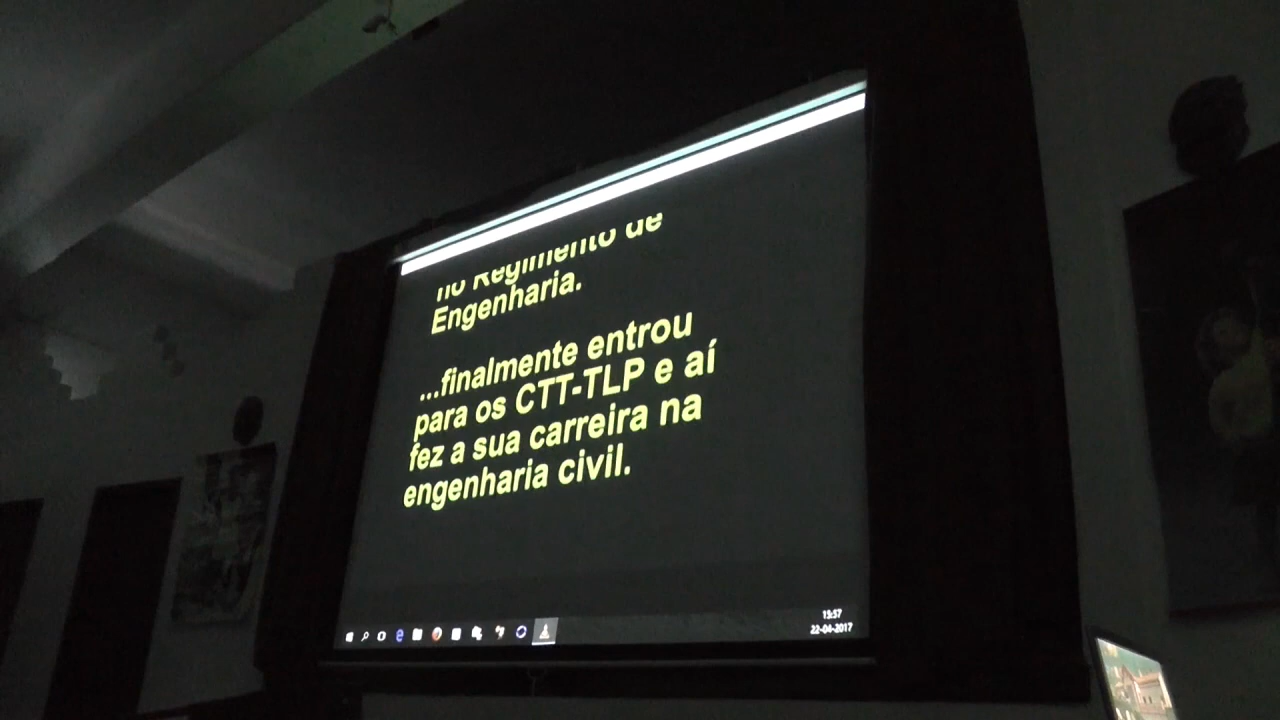 no Regimento de
Engenharia.
...finalmente entrou
para os CTT-TLP e aí
fez a sua carreira na
engenharia civil.
15:57
22-04-2017